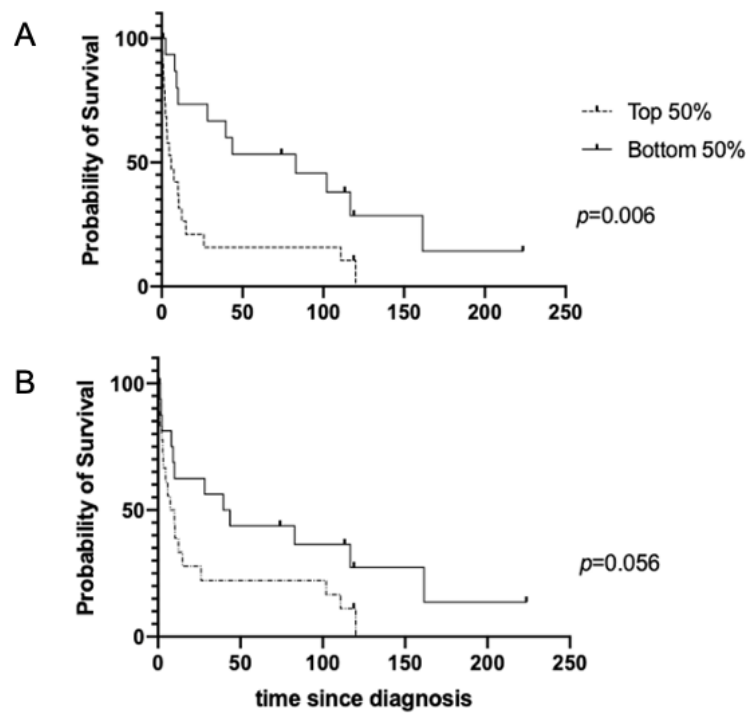 A
Probability of Survival
100
50
0
0 50 100 150 200 250
Top 50%
Bottom 50%
p=0.006
B
Probability of Survival
100
50
0
0 50 100 150 200 250
time since diagnosis
p=0.056